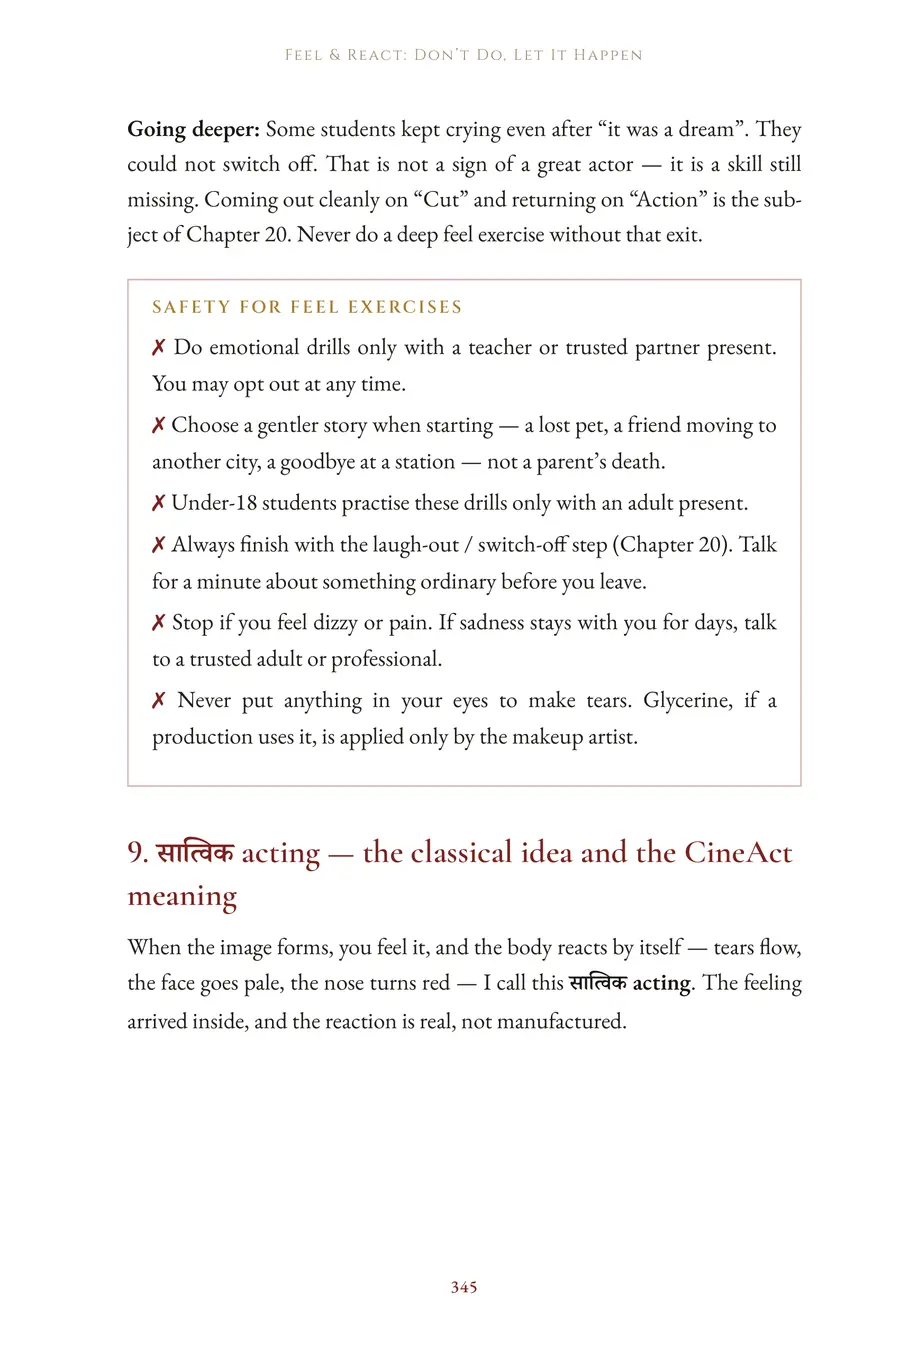 Feel & React: Don’t Do, Let It Happen
Going deeper: Some students kept crying even after “it was a dream”. They
could not switch off. That is not a sign of a great actor — it is a skill still
missing. Coming out cleanly on “Cut” and returning on “Action” is the sub-
ject of Chapter 20. Never do a deep feel exercise without that exit.
SAFETY FOR FEEL EXERCISES
✗ Do emotional drills only with a teacher or trusted partner present.
You may opt out at any time.
✗ Choose a gentler story when starting — a lost pet, a friend moving to
another city, a goodbye at a station — not a parent’s death.
✗ Under-18 students practise these drills only with an adult present.
✗ Always finish with the laugh-out / switch-off step (Chapter 20). Talk
for a minute about something ordinary before you leave.
✗ Stop if you feel dizzy or pain. If sadness stays with you for days, talk
to a trusted adult or professional.
✗ Never put anything in your eyes to make tears. Glycerine, if a
production uses it, is applied only by the makeup artist.
9. सात्विक acting — the classical idea and the CineAct
meaning
When the image forms, you feel it, and the body reacts by itself — tears flow,
the face goes pale, the nose turns red — I call this सात्विक acting. The feeling
arrived inside, and the reaction is real, not manufactured.
345